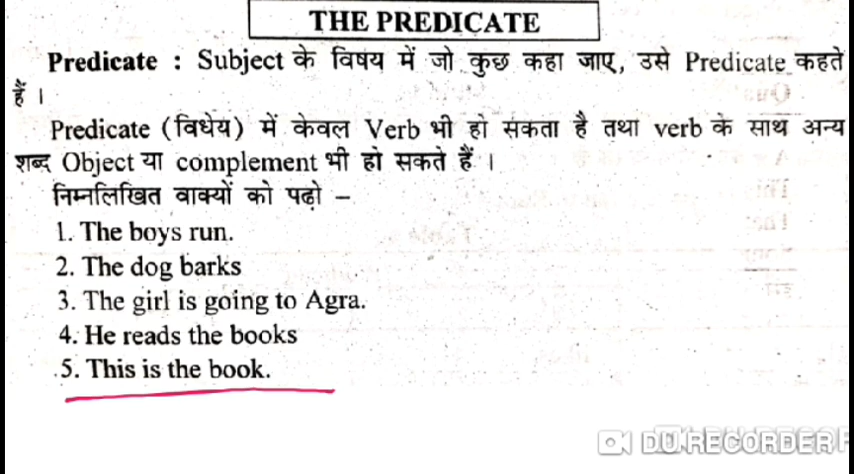 THE PREDICATE
Predicate : Subject के विषय में जो कुछ कहा जाए, उसे Predicate कहते
हैं ।
Predicate (विधेय) में केवल Verb भी हो सकता है तथा verb के साथ अन्य
शब्द Object या complement भी हो सकते हैं ।
निम्नलिखित वाक्यों को पढ़ो –
1. The boys run.
2. The dog barks
3. The girl is going to Agra.
4. He reads the books
5. This is the book.
DU RECORDER